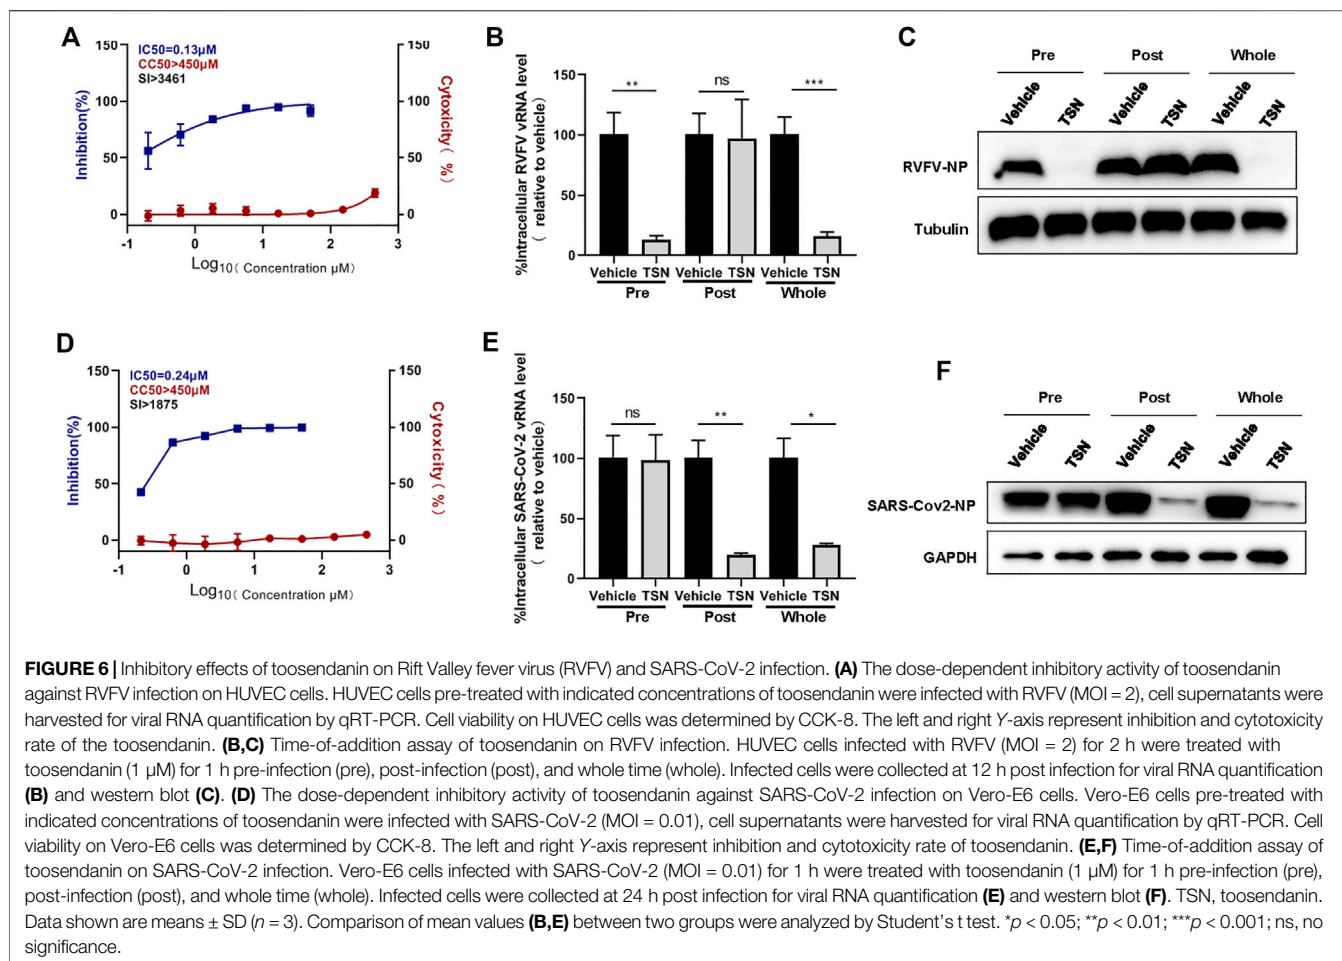 A
150
100
50
0
Inhibition(%)
IC50=0.13μM
CC50>450μM
SI>3461
150
100
50
0
Cytoxicity（%）
-1 0 1 2 3
Log10（Concentration μM）
B
%Intracellular RVFV vRNA level
（relative to vehicle）
150
100
50
0
** ns ***
Vehicle TSN Vehicle TSN Vehicle TSN
Pre Post Whole
C
Pre Post Whole
Vehicle TSN Vehicle TSN Vehicle TSN
RVFV-NP
Tubulin
D
150
100
50
0
Inhibition(%)
IC50=0.24μM
CC50>450μM
SI>1875
150
100
50
0
Cytoxicity（%）
-1 0 1 2 3
Log10（Concentration μM）
E
%Intracellular SARS-CoV-2 vRNA level
（relative to vehicle）
150
100
50
0
ns ** *
Vehicle TSN Vehicle TSN Vehicle TSN
Pre Post Whole
F
Pre Post Whole
Vehicle TSN Vehicle TSN Vehicle TSN
SARS-Cov2-NP
GAPDH
FIGURE 6 | Inhibitory effects of toosendanin on Rift Valley fever virus (RVFV) and SARS-CoV-2 infection. (A) The dose-dependent inhibitory activity of toosendanin
against RVFV infection on HUVEC cells. HUVEC cells pre-treated with indicated concentrations of toosendanin were infected with RVFV (MOI = 2), cell supernatants were
harvested for viral RNA quantification by qRT-PCR. Cell viability on HUVEC cells was determined by CCK-8. The left and right Y-axis represent inhibition and cytotoxicity
rate of the toosendanin. (B,C) Time-of-addition assay of toosendanin on RVFV infection. HUVEC cells infected with RVFV (MOI = 2) for 2 h were treated with
toosendanin (1 μM) for 1 h pre-infection (pre), post-infection (post), and whole time (whole). Infected cells were collected at 12 h post infection for viral RNA quantification
(B) and western blot (C). (D) The dose-dependent inhibitory activity of toosendanin against SARS-CoV-2 infection on Vero-E6 cells. Vero-E6 cells pre-treated with
indicated concentrations of toosendanin were infected with SARS-CoV-2 (MOI = 0.01), cell supernatants were harvested for viral RNA quantification by qRT-PCR. Cell
viability on Vero-E6 cells was determined by CCK-8. The left and right Y-axis represent inhibition and cytotoxicity rate of toosendanin. (E,F) Time-of-addition assay of
toosendanin on SARS-CoV-2 infection. Vero-E6 cells infected with SARS-CoV-2 (MOI = 0.01) for 1 h were treated with toosendanin (1 μM) for 1 h pre-infection (pre),
post-infection (post), and whole time (whole). Infected cells were collected at 24 h post infection for viral RNA quantification (E) and western blot (F). TSN, toosendanin.
Data shown are means ± SD (n = 3). Comparison of mean values (B,E) between two groups were analyzed by Student's t test. *p < 0.05; **p < 0.01; ***p < 0.001; ns, no
significance.